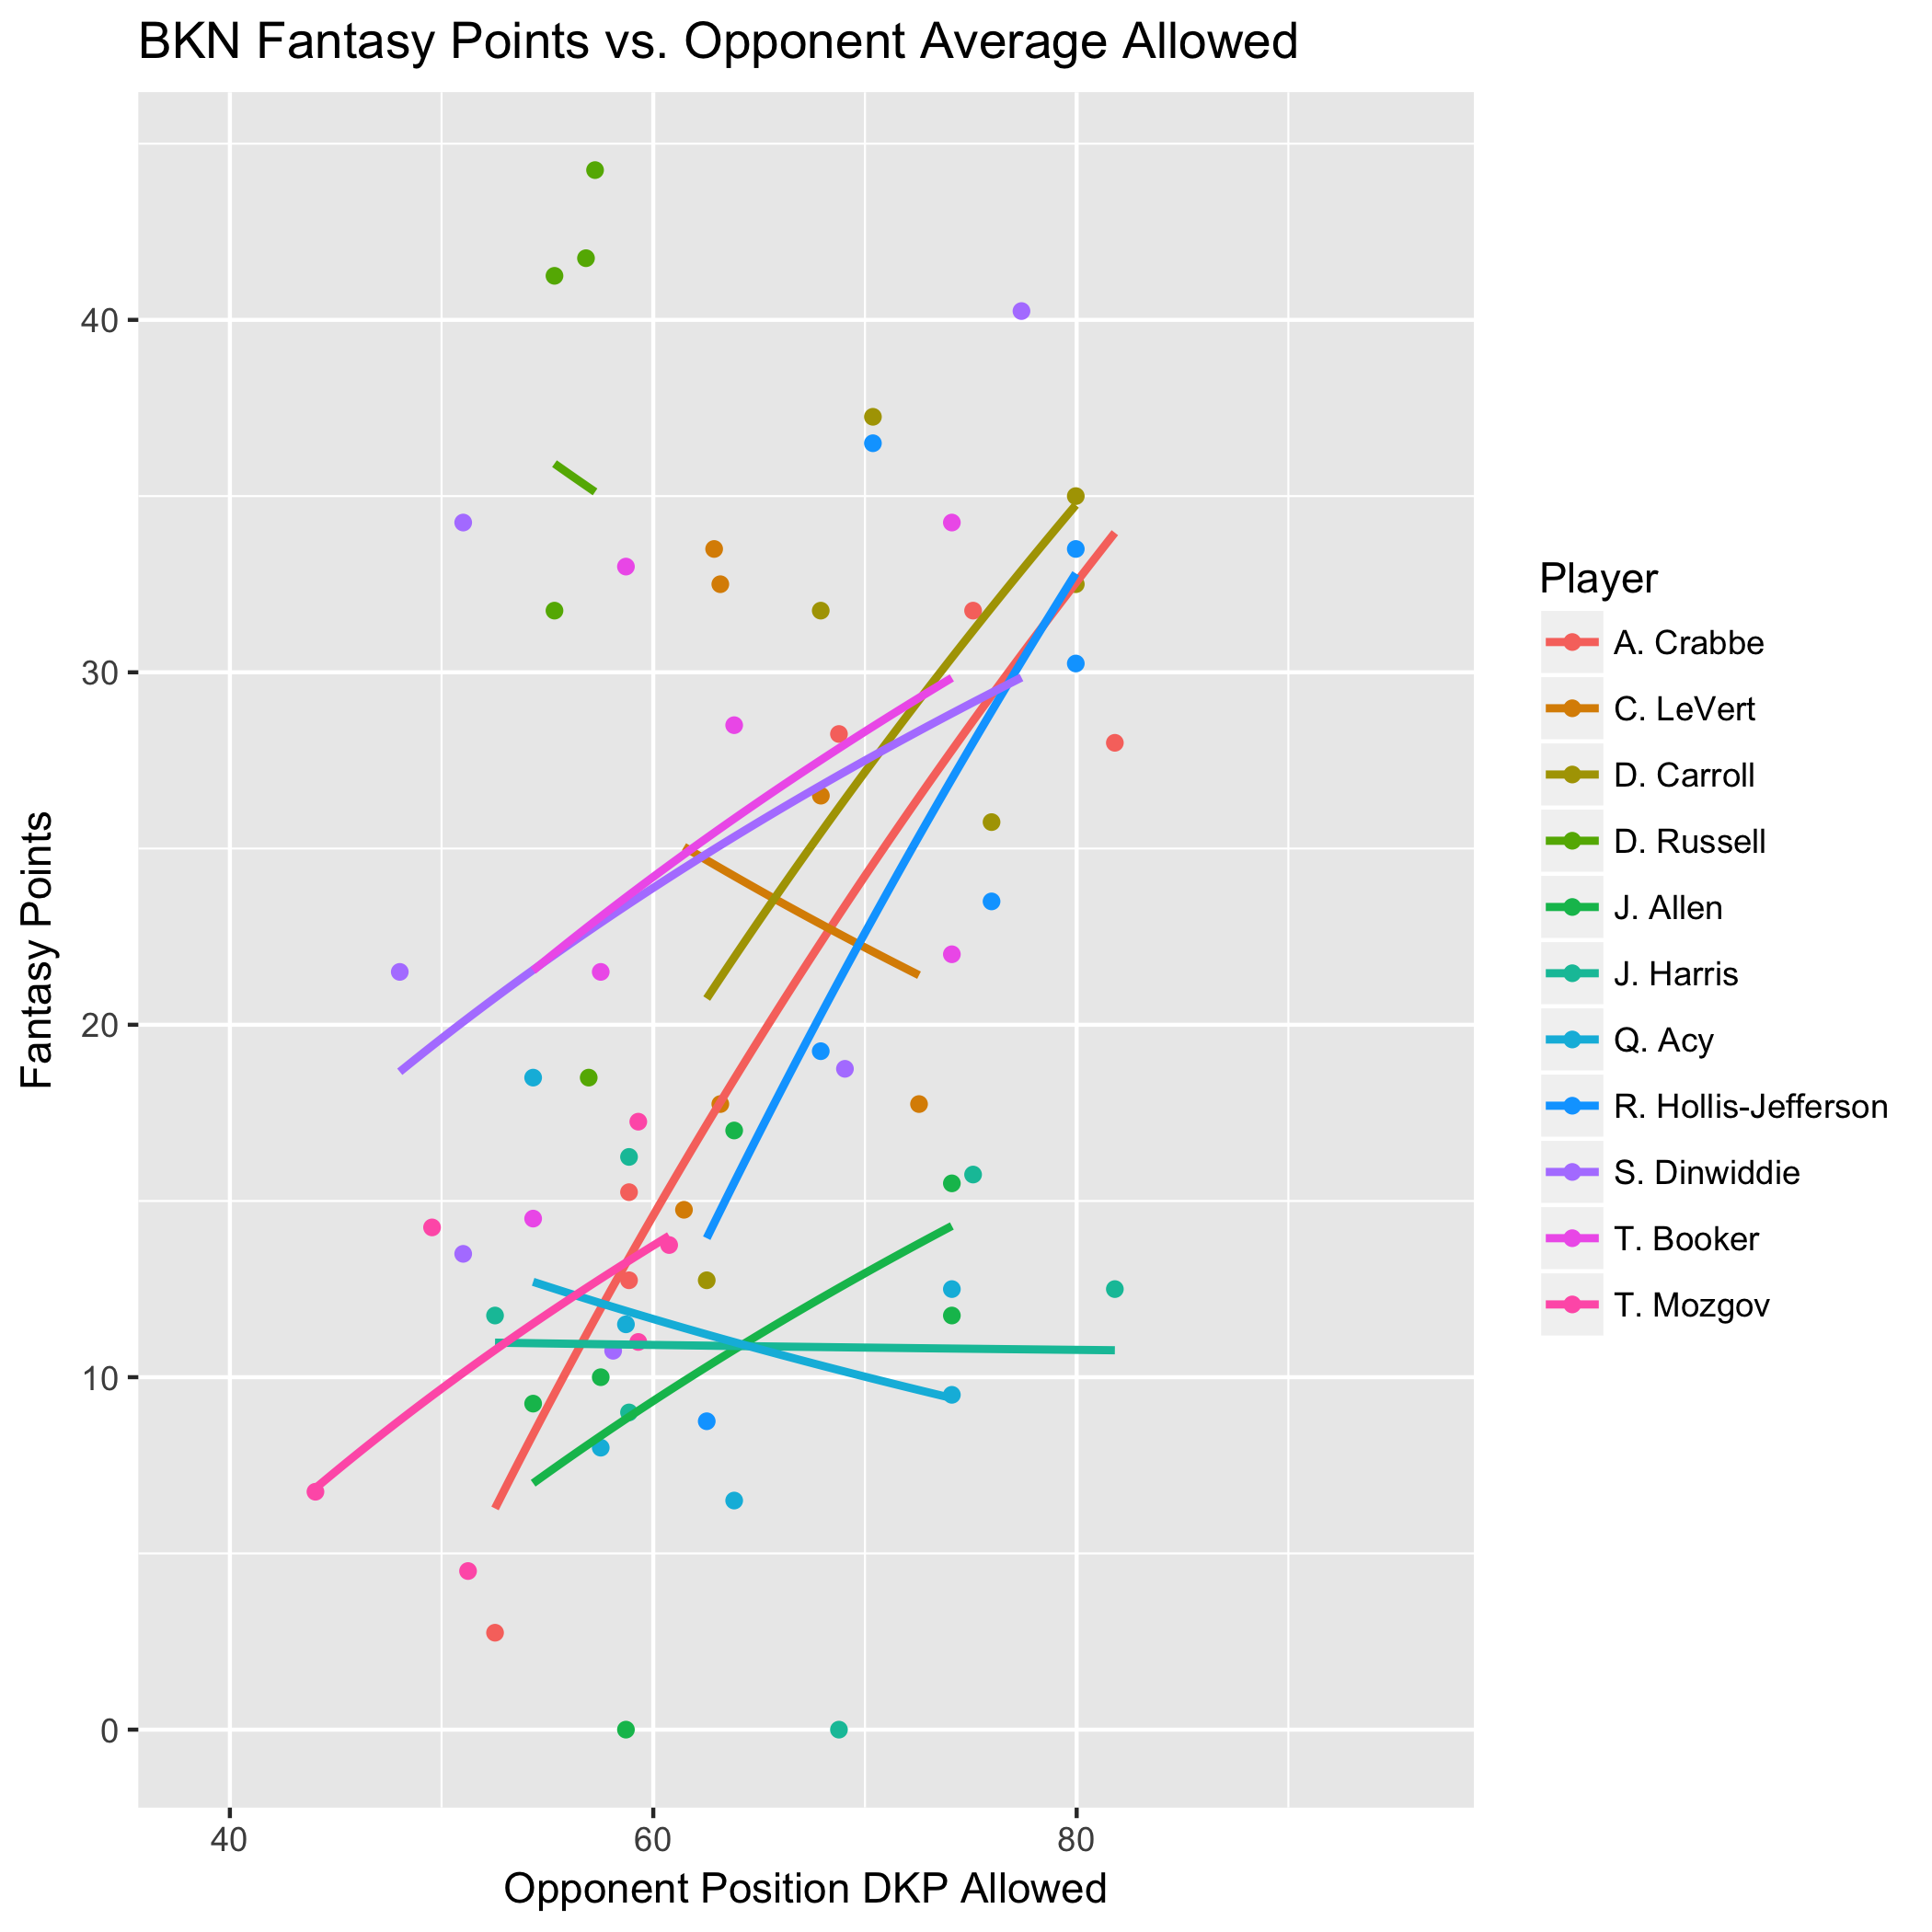 BKN Fantasy Points vs. Opponent Average Allowed
40
30
20
10
0
Fantasy Points
40
60
80
Opponent Position DKP Allowed
Player
A. Crabbe
C. LeVert
D. Carroll
D. Russell
J. Allen
J. Harris
Q. Acy
R. Hollis-Jefferson
S. Dinwiddie
T. Booker
T. Mozgov